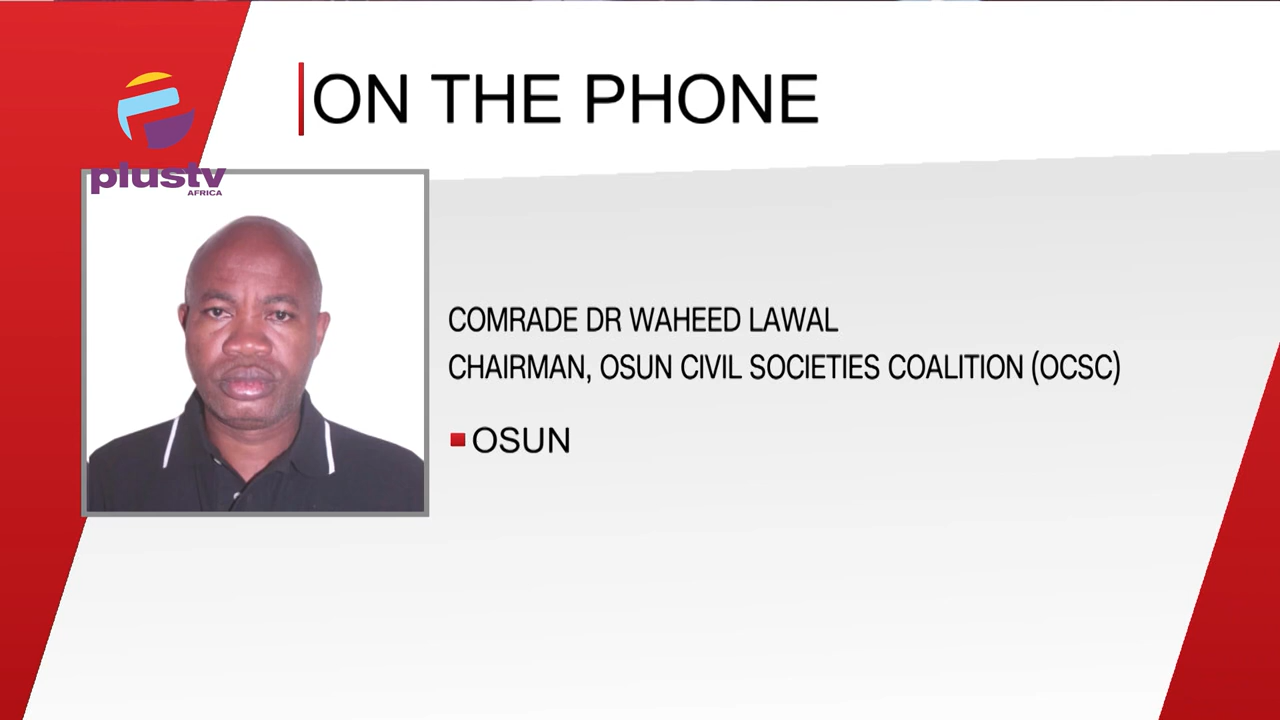 ON THE PHONE
plustv
AFRICA
COMRADE DR WAHEED LAWAL
CHAIRMAN, OSUN CIVIL SOCIETIES COALITION (OCSC)
OSUN